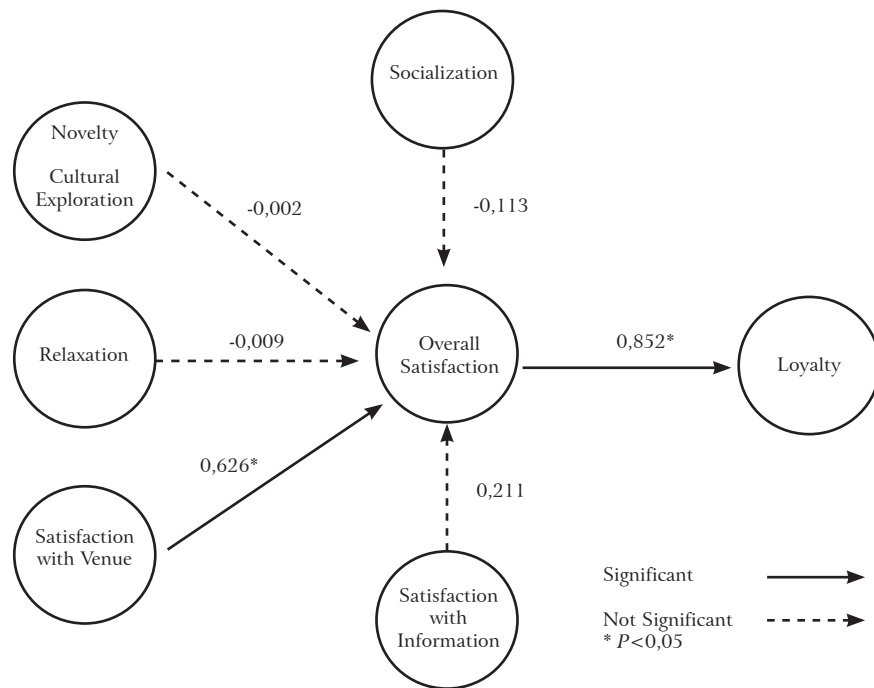 Socialization
Novelty
Cultural
Exploration
-0,002
-0,113
Relaxation
-0,009
Overall
Satisfaction
0,852*
Loyalty
0,626*
0,211
Satisfaction
with Venue
Satisfaction
with
Information
Significant
Not Significant
* P<0,05